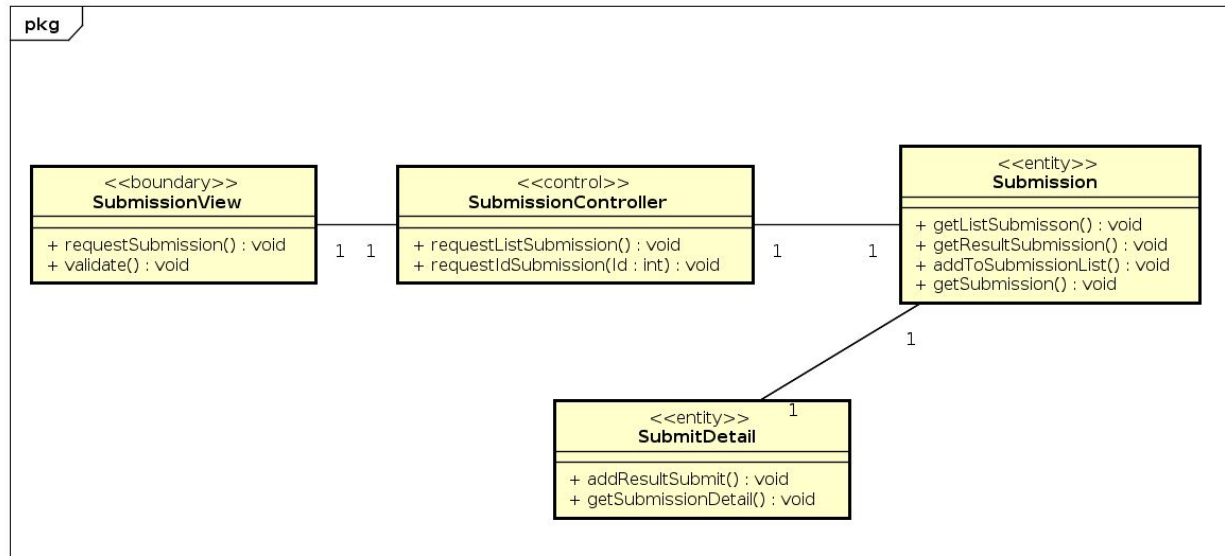 pkg
<<boundary>>
SubmissionView
+ requestSubmission() : void
+ validate() : void
1
1
<<control>>
SubmissionController
+ requestListSubmission() : void
+ requestIdSubmission(Id : int) : void
1
1
<<entity>>
Submission
+ getListSubmisson() : void
+ getResultSubmission() : void
+ addToSubmissionList() : void
+ getSubmission() : void
1
1
<<entity>>
SubmitDetail
+ addResultSubmit() : void
+ getSubmissionDetail() : void